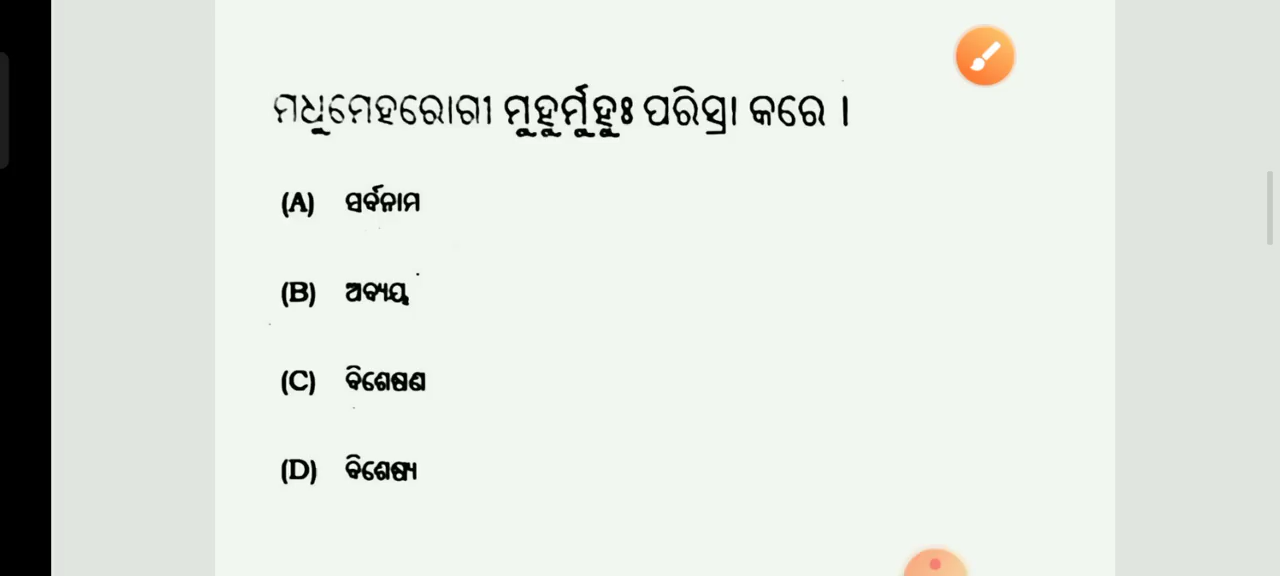 ମଧୁମେହରୋଗୀ ମୁହୁର୍ମୁହୁଃ ପରିସ୍ରା କରେ ।
(A) ସର୍ବନାମ
(B) ଅବ୍ୟୟ
(C) ବିଶେଷଣ
(D) ବିଶେଷ୍ୟ